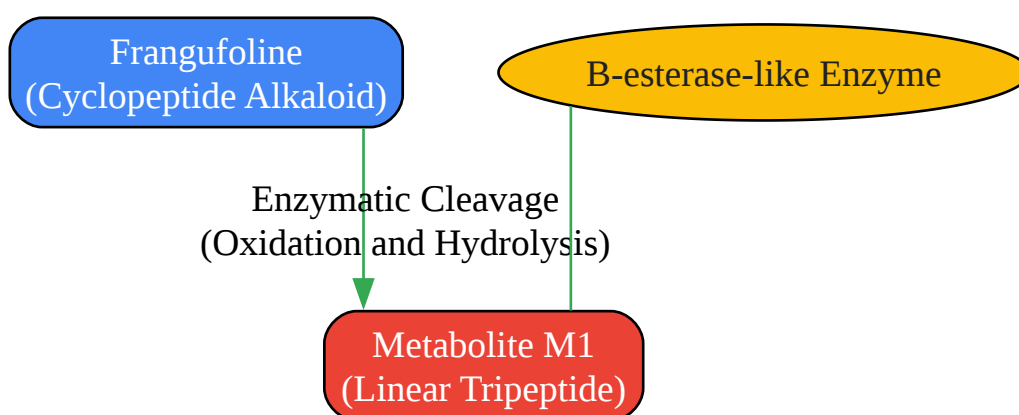 Frangufoline
(Cyclopeptide Alkaloid)
B-esterase-like Enzyme
Enzymatic Cleavage
(Oxidation and Hydrolysis)
Metabolite M1
(Linear Tripeptide)